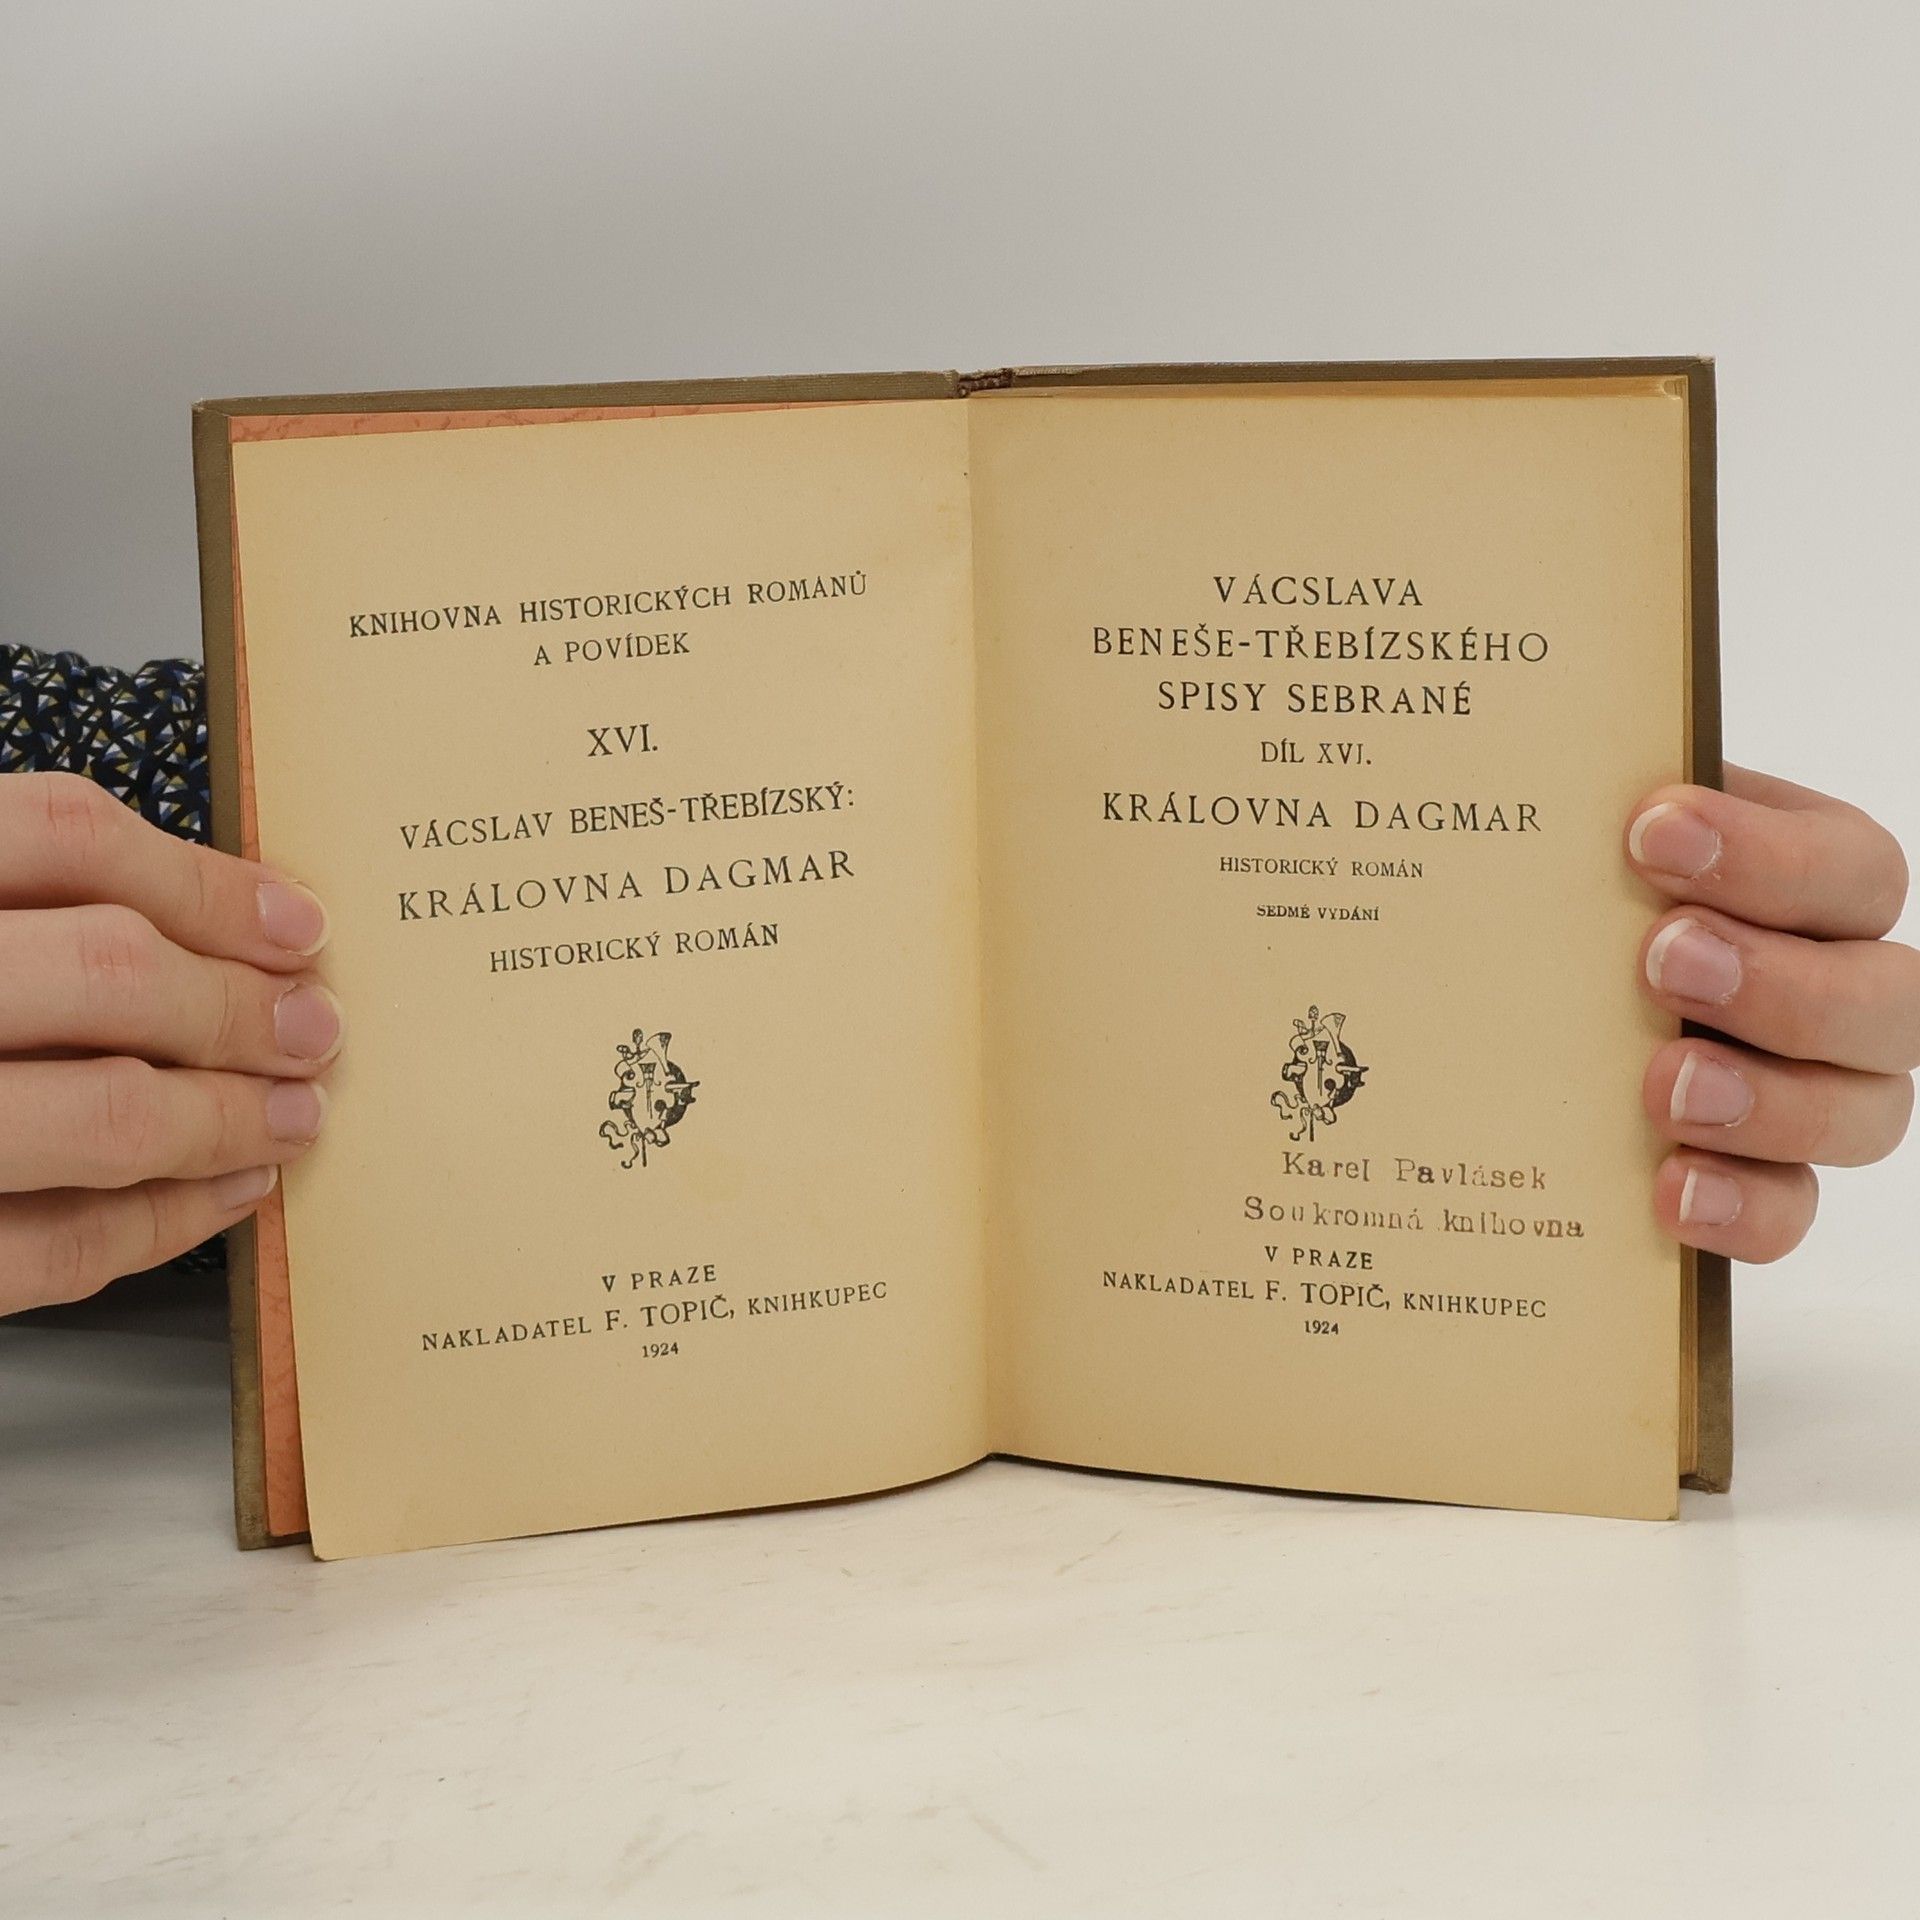 KNIHOVNA HISTORICKÝCH ROMÁNŮ
A POVÍDEK
XVI.
VÁCSLAV BENEŠ-TŘEBÍZSKÝ:
KRÁLOVNA DAGMAR
HISTORICKÝ ROMÁN
V PRAZE
NAKLADATEL F. TOPIČ, KNIHKUPEC
1924
VÁCSLAVA
BENEŠE-TŘEBÍZSKÉHO
SPISY SEBRANÉ
DÍL XVI.
KRÁLOVNA DAGMAR
HISTORICKÝ ROMÁN
SEDMÉ VYDÁNÍ
Karel Pavlásek
Soukromná knihovna
V PRAZE
NAKLADATEL F. TOPIČ, KNIHKUPEC
1924